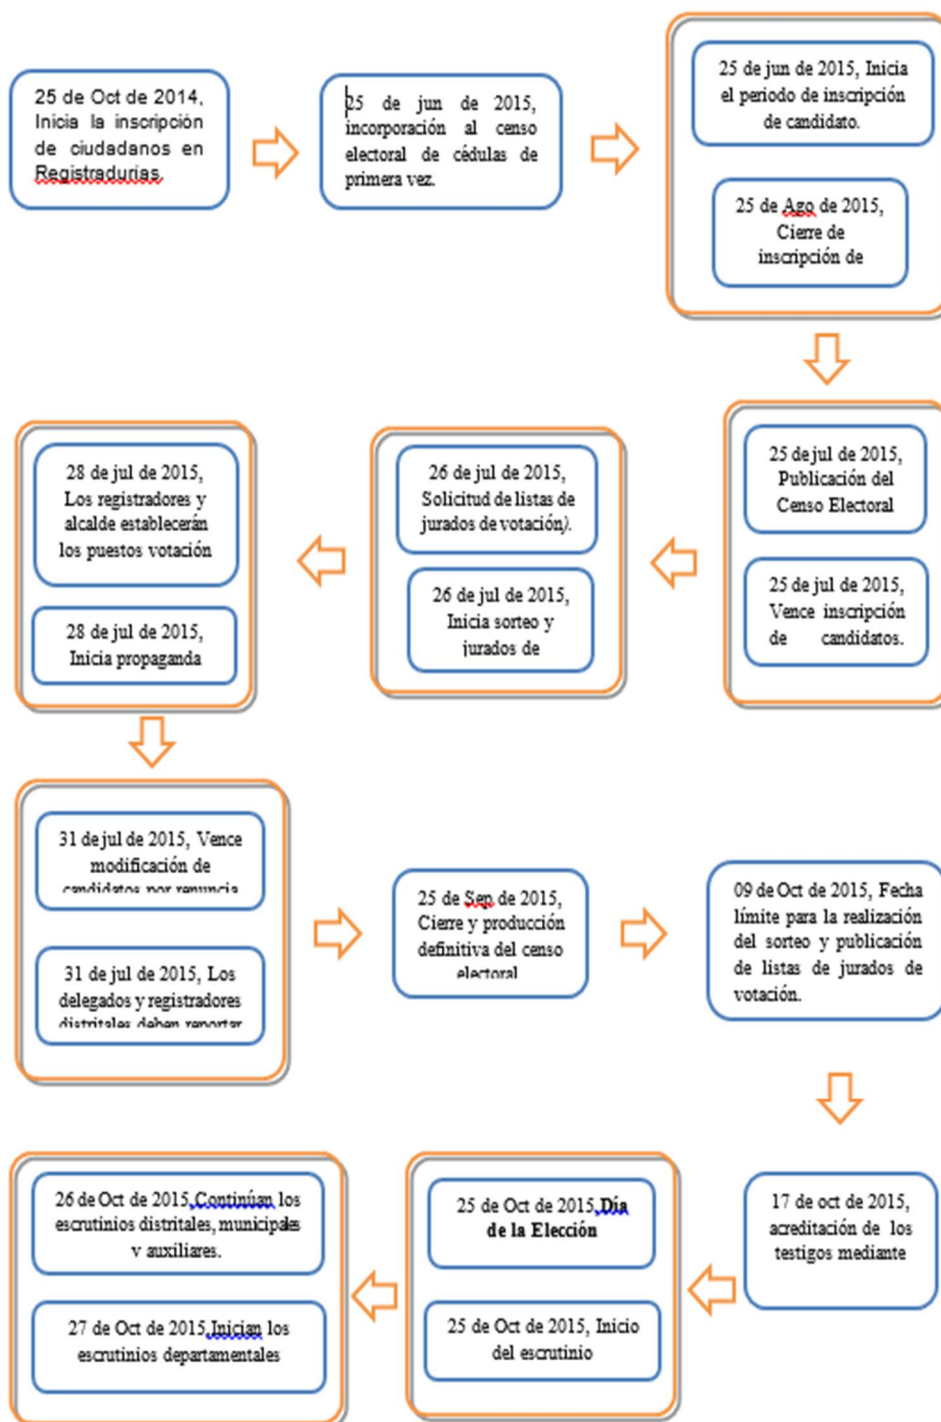 25 de Oct de 2014,
Inicia la inscripción
de ciudadanos en
Registradurías.
25 de jun de 2015,
incorporación al censo
electoral de cédulas de
primera vez.
25 de jun de 2015, Inicia
el periodo de inscripción
de candidato.
25 de Ago de 2015,
Cierre de
inscripción de
25 de jul de 2015,
Publicación del
Censo Electoral
25 de jul de 2015,
Vence inscripción
de candidatos.
26 de jul de 2015,
Solicitud de listas de
jurados de votación).
26 de jul de 2015,
Inicia sorteo y
jurados de
28 de jul de 2015,
Los registradores y
alcalde establecerán
los puestos votación
28 de jul de 2015,
Inicia propaganda
31 de jul de 2015, Vence
modificación de
candidatos por renuncia
31 de jul de 2015, Los
delegados y registradores
distritales deben reportar
25 de Sep de 2015,
Cierre y producción
definitiva del censo
electoral
09 de Oct de 2015, Fecha
límite para la realización
del sorteo y publicación
de listas de jurados de
votación.
17 de oct de 2015,
acreditación de los
testigos mediante
25 de Oct de 2015, Día
de la Elección
25 de Oct de 2015, Inicio
del escrutinio
26 de Oct de 2015, Continúan los
escrutinios distritales, municipales
y auxiliares.
27 de Oct de 2015, Inician los
escrutinios departamentales